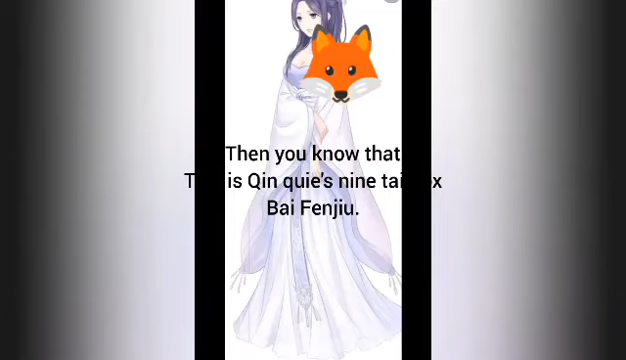 Then you know that
is Qin quie's nine
Bai Fenjiu.